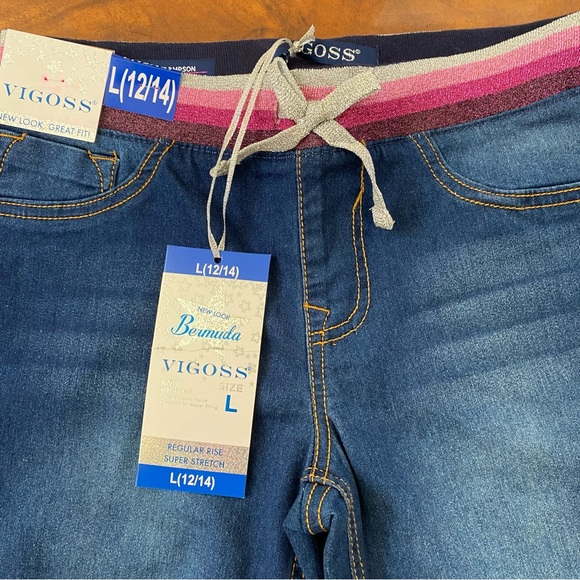 VIGOSS®
NEW LOOK, GREAT FIT!
L(12/14)
GOSS®
L(12/14)
NEW LOOK
Bermuda
VIGOSS®
SIZE
L
REGULAR RISE
SUPER STRETCH
L(12/14)